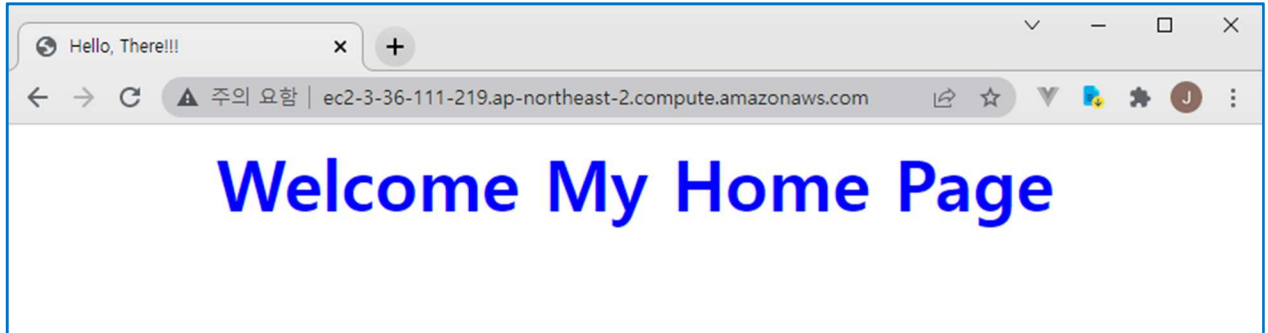 Hello, There!!!
주의 요함 ec2-3-36-111-219.ap-northeast-2.compute.amazonaws.com J
Welcome My Home Page